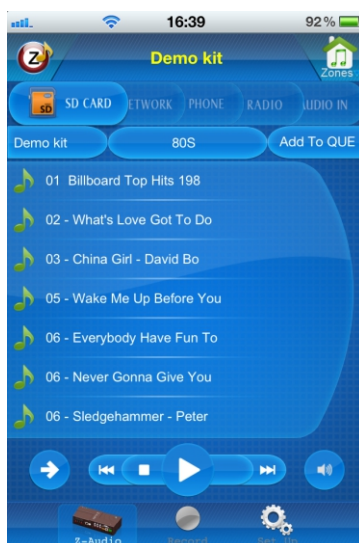 16:39 92%
Z Demo kit
Zones
SD SD CARD ETWORK PHONE RADIO UDIO IN
Demo kit 80S Add To QUE
01 Billboard Top Hits 198
02 - What's Love Got To Do
03 - China Girl - David Bo
05 - Wake Me Up Before You
06 - Everybody Have Fun To
06 - Never Gonna Give You
06 - Sledgehammer - Peter
Z-Audio Record Set Up